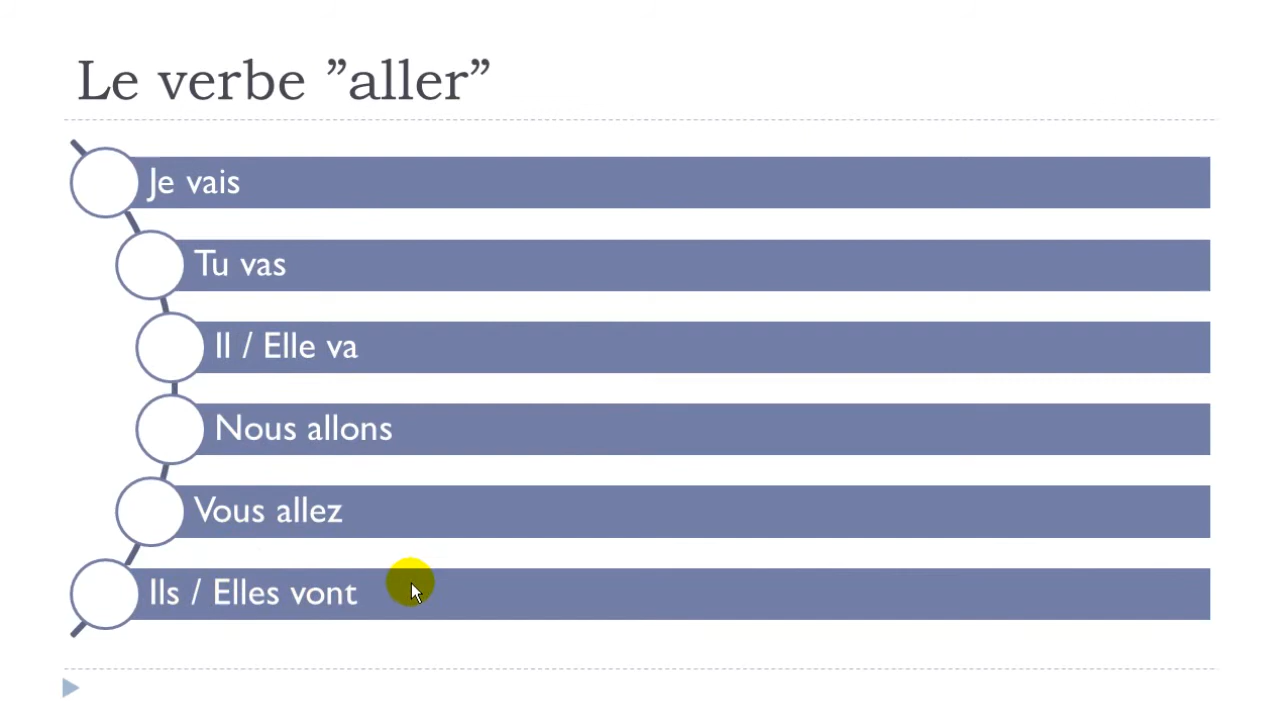 Le verbe ”aller”
Je vais
Tu vas
Il / Elle va
Nous allons
Vous allez
Ils / Elles vont